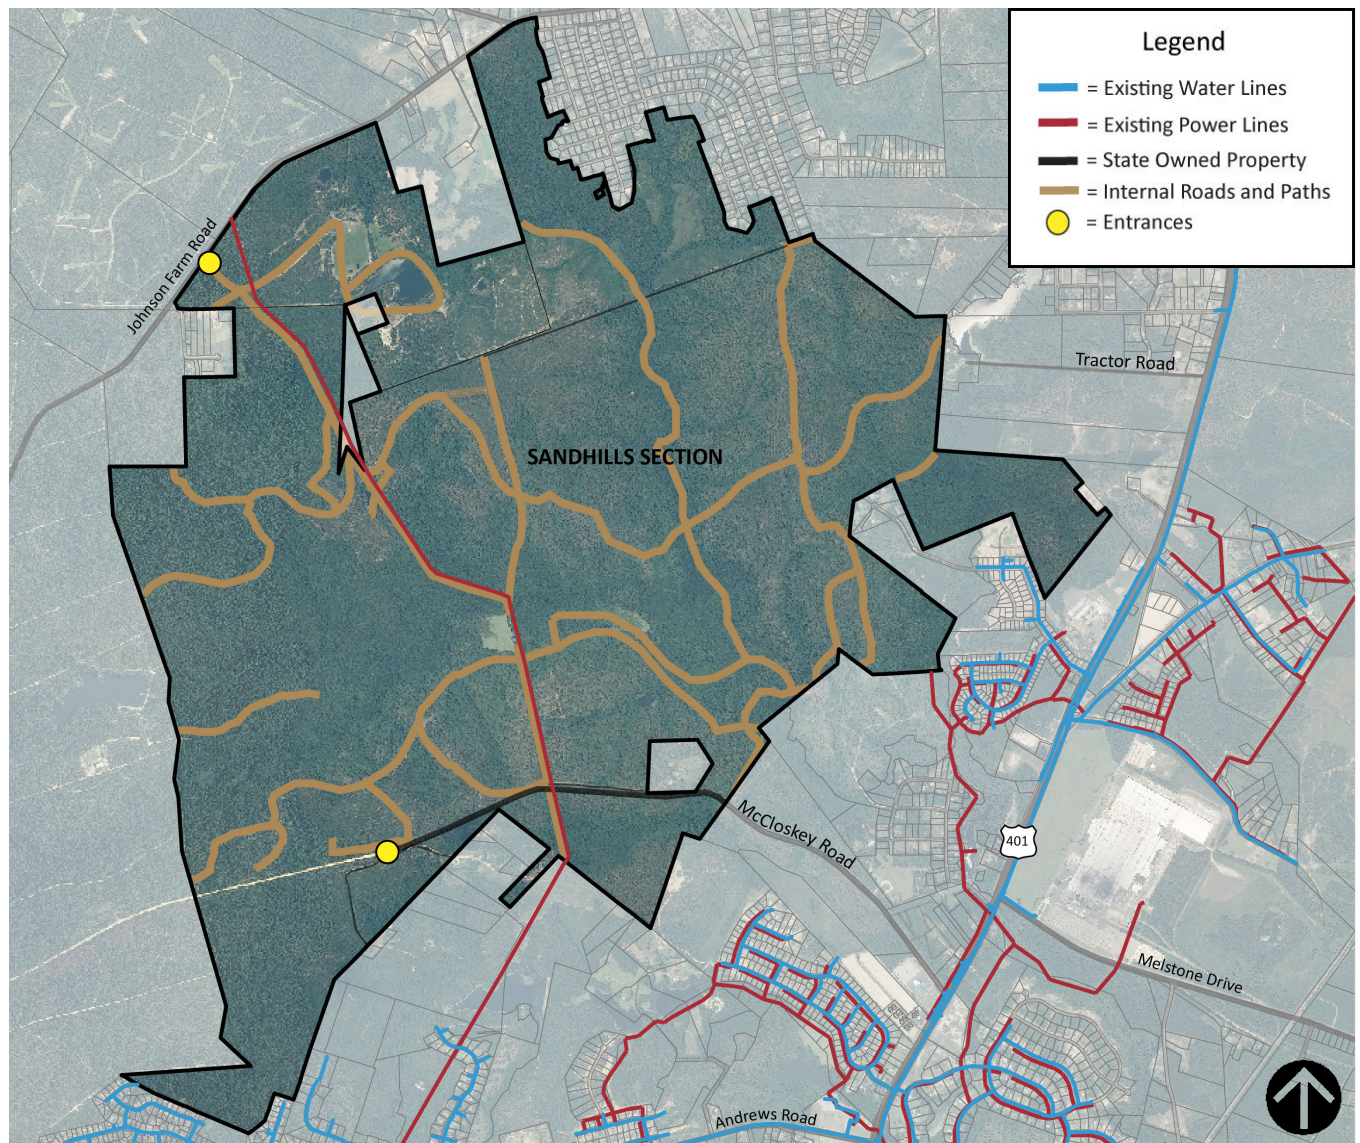 Legend
= Existing Water Lines
= Existing Power Lines
= State Owned Property
= Internal Roads and Paths
= Entrances
Johnson Farm Road
Tractor Road
SANDHILLS SECTION
McCloskey Road
401
Melstone Drive
Andrews Road